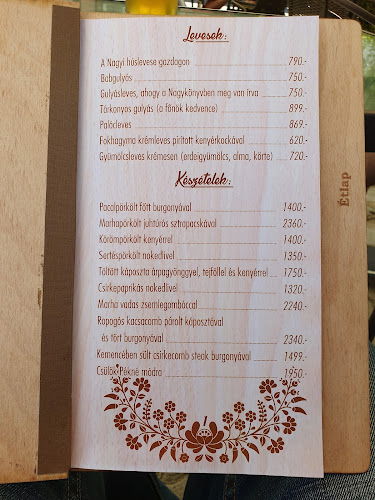 Levesek:
A Nagyi húslevese gazdagon 790.-
Babgulyás 750.-
Gulyásleves, ahogy a Nagykönyvben meg van írva 750.-
Tárkonyos gulyás (a főnök kedvence) 899.-
Palócleves 869.-
Fokhagyma krémleves pirított kenyérkockával 620.-
Gyümölcsleves krémesen (erdeigyümölcs, alma, körte) 720.-
Készételek:
Pacalpörkölt főtt burgonyával 1400.-
Marhapörkölt juhtúrós sztrapacskával 2360.-
Körömpörkölt kenyérrel 1400.-
Sertéspörkölt nokedlivel 1350.-
Töltött káposzta árpagyönggyel, tejföllel és kenyérrel 1750.-
Csirkepaprikás nokedlivel 1320.-
Marha vadas zsemlegombóccal 2240.-
Ropogós kacsacomb párolt káposztával
és tört burgonyával 2340.-
Kemencében sült csirkecomb steak burgonyával 1499.-
Csülök Pékné módra 1950.-
Étlap